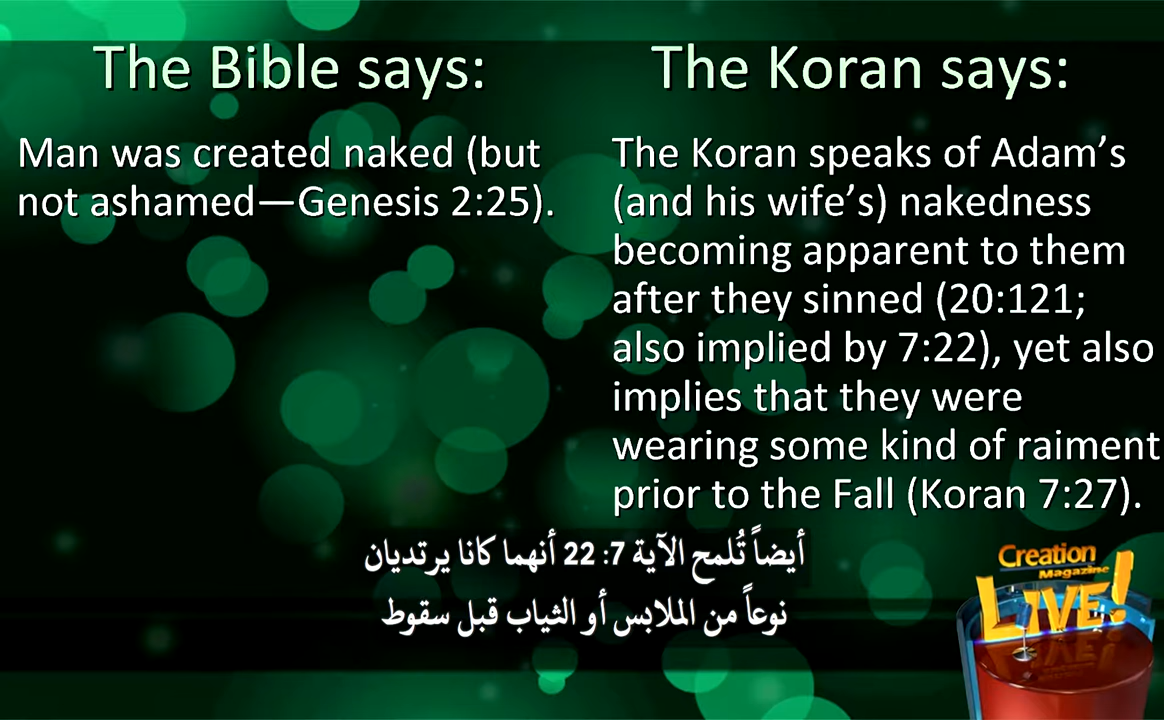 The Bible says:
Man was created naked (but
not ashamed—Genesis 2:25).
The Koran says:
The Koran speaks of Adam’s
(and his wife’s) nakedness
becoming apparent to them
after they sinned (20:121;
also implied by 7:22), yet also
implies that they were
wearing some kind of raiment
prior to the Fall (Koran 7:27).
أيضاً تُلمح الآية 7: 22 أنهما كانا يرتديان
نوعاً من الملابس أو الثياب قبل سقوط
Creation
Magazine
LIVE!